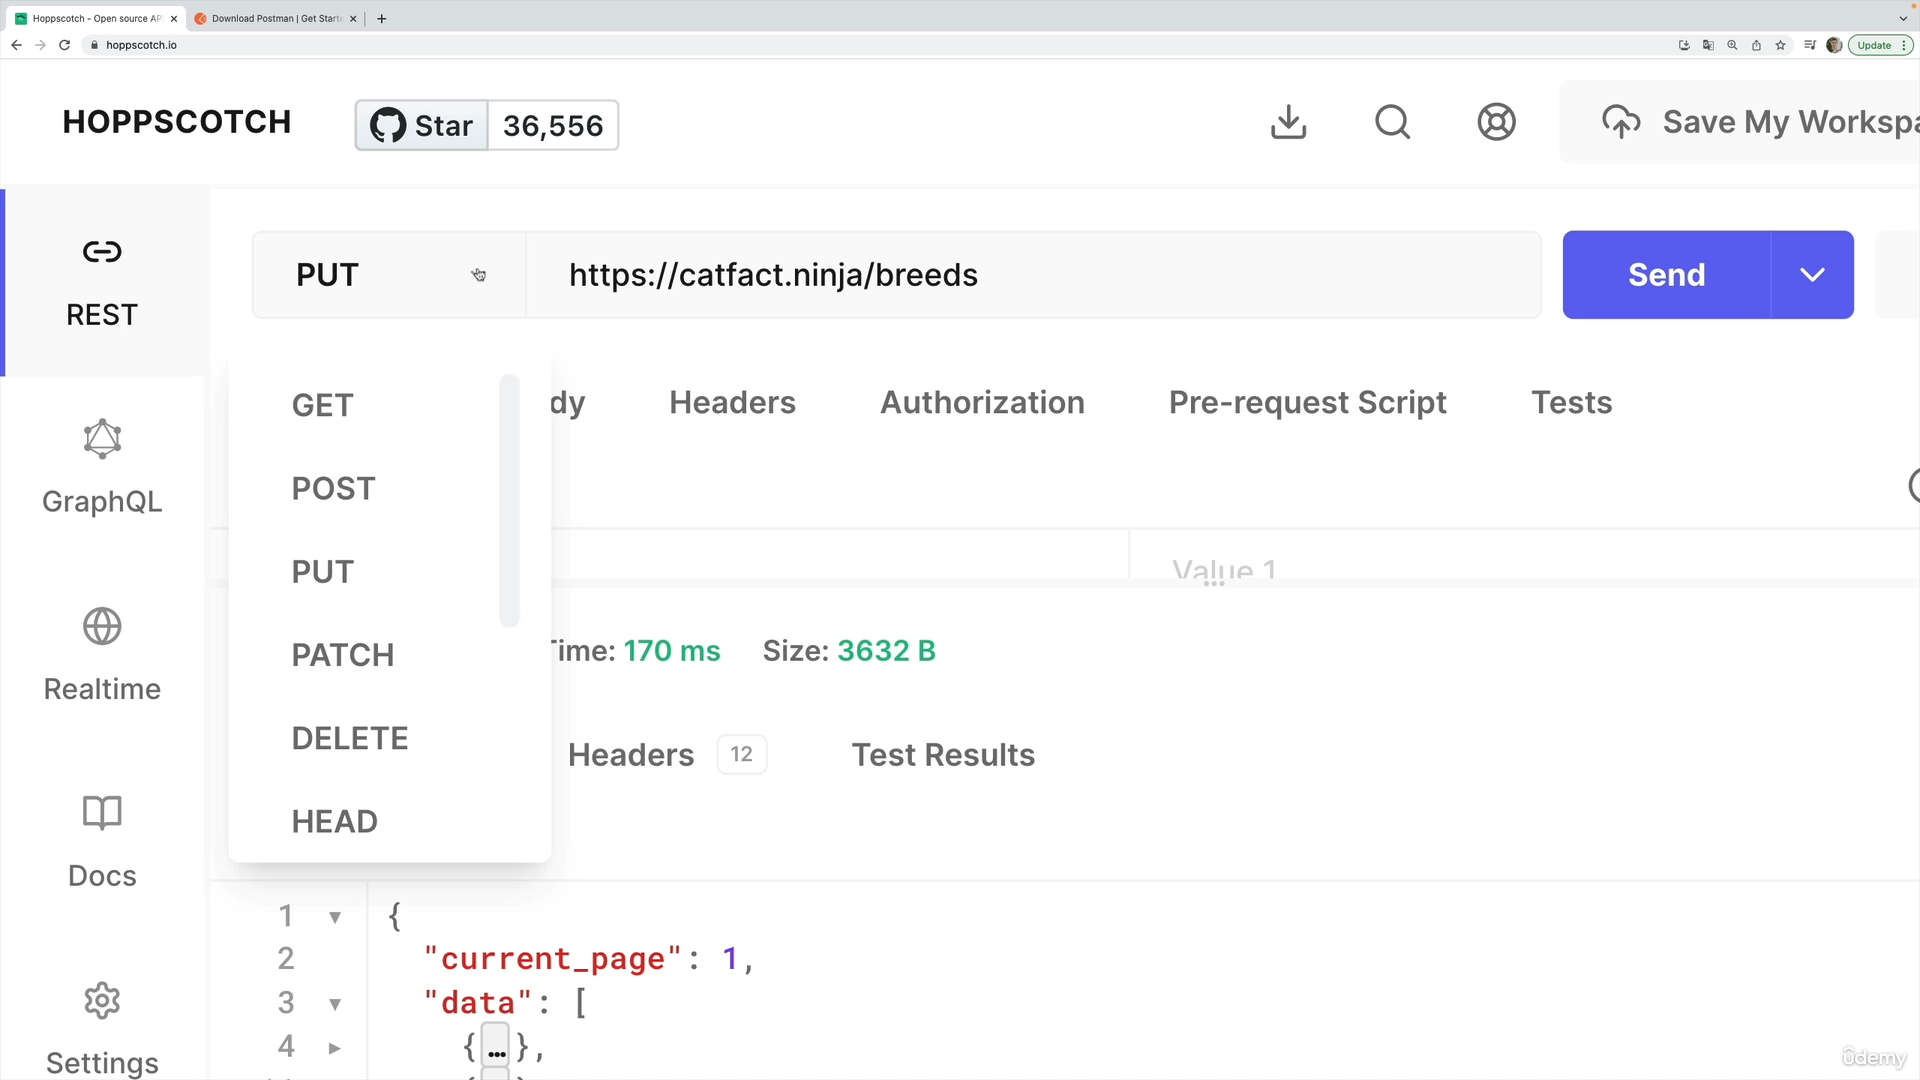 Hoppscotch - Open source AP
Download Postman | Get Starte
hoppscotch.io
Update
HOPPSCOTCH
Star
36,556
Save My Workspa
REST
PUT
https://catfact.ninja/breeds
Send
GET
dy
Headers
Authorization
Pre-request Script
Tests
POST
GraphQL
PUT
Value 1
PATCH
Time: 170 ms
Size: 3632 B
Realtime
DELETE
Headers
12
Test Results
HEAD
Docs
1 {
2 "current_page": 1,
3 "data": [
4 {…},
Settings
ûdemy